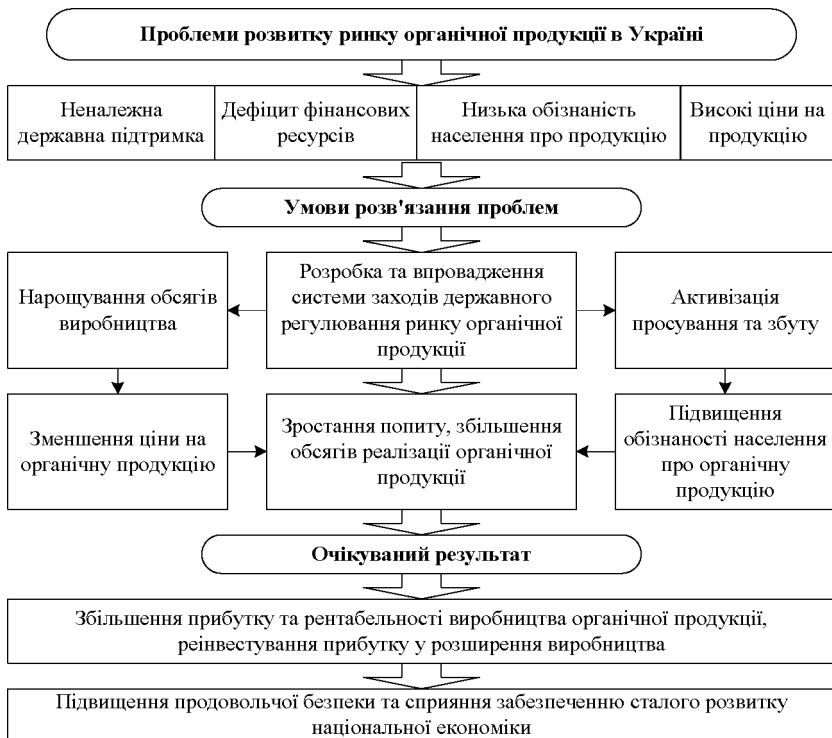 Проблеми розвитку ринку органічної продукції в Україні
Неналежна
державна підтримка
Дефіцит фінансових
ресурсів
Низька обізнаність
населення про продукцію
Високі ціни на
продукцію
Умови розв'язання проблем
Нарощування обсягів
виробництва
Розробка та впровадження
системи заходів державного
регулювання ринку органічної
продукції
Активізація
просування та збуту
Зменшення ціни на
органічну продукцію
Зростання попиту, збільшення
обсягів реалізації органічної
продукції
Підвищення
обізнаності населення
про органічну
продукцію
Очікуваний результат
Збільшення прибутку та рентабельності виробництва органічної продукції,
реінвестування прибутку у розширення виробництва
Підвищення продовольчої безпеки та сприяння забезпеченню сталого розвитку
національної економіки